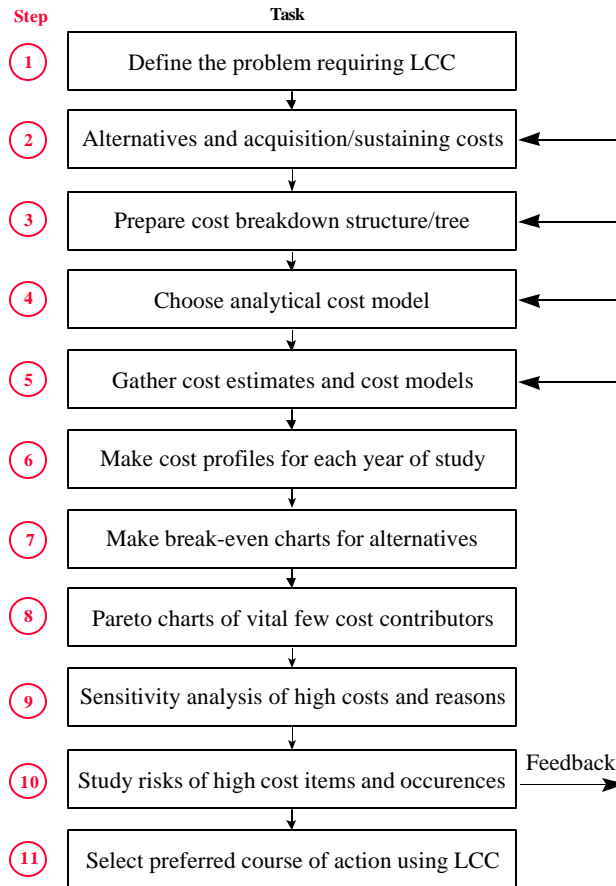 Step Task
1 Define the problem requiring LCC
2 Alternatives and acquisition/sustaining costs
3 Prepare cost breakdown structure/tree
4 Choose analytical cost model
5 Gather cost estimates and cost models
6 Make cost profiles for each year of study
7 Make break-even charts for alternatives
8 Pareto charts of vital few cost contributors
9 Sensitivity analysis of high costs and reasons
Feedback
10 Study risks of high cost items and occurences
11 Select preferred course of action using LCC